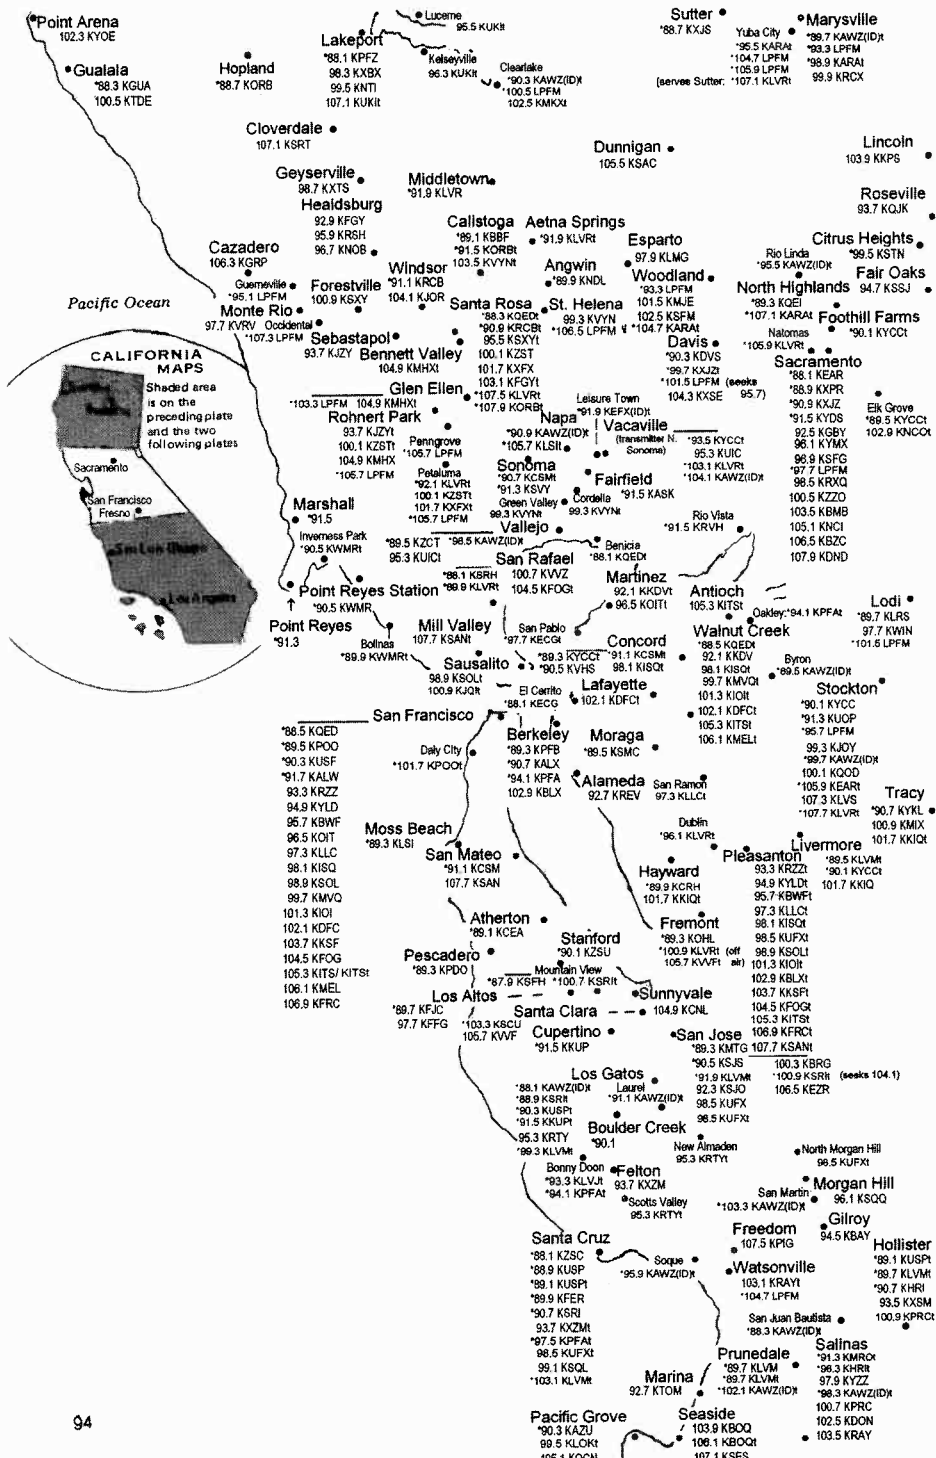 Point Arena
102.3 KYOE
Gualala
*88.3 KGUA
100.5 KTDE
Hopland
*88.7 KORB
Lakeport
*88.1 KPFZ
98.3 KXBX
99.5 KNTI
107.1 KUKIt
Lucerne
95.5 KUKIt
Kelseyville
96.3 KUKIt
Clearlake
*90.3 KAWZ(ID)t
*100.5 LPFM
102.5 KMKXt
Sutter
*88.7 KXJS
Yuba City
*95.5 KARAt
*104.7 LPFM
*105.9 LPFM
(serves Sutter: *107.1 KLVRt
Marysville
*89.7 KAWZ(ID)t
*93.3 LPFM
*98.9 KARAt
99.9 KRCX
Cloverdale
107.1 KSRT
Dunnigan
105.5 KSAC
Lincoln
103.9 KKPS
Geyserville
98.7 KXTS
Middletown
*91.9 KLVR
Roseville
93.7 KQJK
Healdsburg
92.9 KFGY
95.9 KRSH
96.7 KNOB
Calistoga
*89.1 KBBF
*91.5 KORBt
103.5 KVYNt
Aetna Springs
*91.9 KLVRt
Esparto
97.9 KLMG
Citrus Heights
*99.5 KSTN
Cazadero
106.3 KGRP
Guerneville
*95.1 LPFM
Forestville
100.9 KSXY
Windsor
*91.1 KRCB
104.1 KJOR
Angwin
*89.9 KNDL
Woodland
*93.3 LPFM
101.5 KMJE
102.5 KSFM
*104.7 KARAt
Rio Linda
*95.5 KAWZ(ID)t
Fair Oaks
94.7 KSSJ
North Highlands
*89.3 KQEI
*107.1 KARAt
Foothill Farms
*90.1 KYCCt
Pacific Ocean
Monte Rio
97.7 KVRV
Occidental
*107.3 LPFM
Santa Rosa
*88.3 KQEDt
*90.9 KRCBt
95.5 KSXYt
100.1 KZST
101.7 KXFX
103.1 KFGYt
*107.5 KLVRt
*107.9 KORBt
St. Helena
99.3 KVYN
*106.5 LPFM
Natomas
*105.9 KLVRt
Sebastapol
93.7 KJZY
Bennett Valley
104.9 KMHXt
Davis
*90.3 KDVS
*99.7 KXJZt
*101.5 LPFM (seeks
104.3 KXSE 95.7)
Sacramento
*88.1 KEAR
*88.9 KXPR
*90.9 KXJZ
*91.5 KYDS
92.5 KGBY
96.1 KYMX
96.9 KSFG
*97.7 LPFM
98.5 KRXQ
100.5 KZZO
103.5 KBMB
105.1 KNCI
106.5 KBZC
107.9 KDND
CALIFORNIA
MAPS
Shaded area
is on the
preceding plate
and the two
following plates
Sacramento
San Francisco
Fresno
San Luis Obispo
Los Angeles
Glen Ellen
*103.3 LPFM 104.9 KMHXt
Rohnert Park
93.7 KJZYt
100.1 KZSTt
104.9 KMHX
*105.7 LPFM
Penngrove
*105.7 LPFM
Petaluma
*92.1 KLVRt
100.1 KZSTt
101.7 KXFXt
*105.7 LPFM
Leisure Town
*91.9 KEFX(ID)t
Napa
*90.9 KAWZ(ID)t
*105.7 KLSIt
Vacaville
(transmitter N.
Sonoma)
*93.5 KYCCt
95.3 KUIC
*103.1 KLVRt
*104.1 KAWZ(ID)t
Elk Grove
*89.5 KYCCt
102.9 KNCOt
Sonoma
*90.7 KCSMt
*91.3 KSVY
Fairfield
*91.5 KASK
Green Valley
99.3 KVYNt
Cordelia
99.3 KVYNt
Marshall
*91.5
Inverness Park
*90.5 KWMRt
Vallejo
*89.5 KZCT *98.5 KAWZ(ID)t
95.3 KUICt
Benicia
*88.1 KQEDt
Rio Vista
*91.5 KRVH
San Rafael
*88.1 KSRH 100.7 KVVZ
*89.9 KLVRt 104.5 KFOGt
Martinez
92.1 KKDVt
96.5 KOITt
Point Reyes Station
*90.5 KWMR
Point Reyes
*91.3
Antioch
105.3 KITSt
Oakley: *94.1 KPFAt
Lodi
*89.7 KLRS
97.7 KWIN
*101.5 LPFM
Bolinas
*89.9 KWMRt
Mill Valley
107.7 KSANt
San Pablo
*97.7 KECGt
Walnut Creek
*88.5 KQEDt
92.1 KKDV
98.1 KISQt
99.7 KMVQt
101.3 KIOIt
102.1 KDFCt
105.3 KITSt
106.1 KMELt
Concord
*89.3 KYCCt *91.1 KCSMt
*90.5 KVHS 98.1 KISQt
Byron
*89.5 KAWZ(ID)t
Sausalito
98.9 KSOLt
100.9 KJQIt
El Cerrito
*88.1 KECG
Lafayette
102.1 KDFCt
Stockton
*90.1 KYCC
*91.3 KUOP
*95.7 LPFM
99.3 KJOY
*99.7 KAWZ(ID)t
100.1 KQOD
*105.9 KEARt
107.3 KLVS
*107.7 KLVRt
San Francisco
*88.5 KQED
*89.5 KPOO
*90.3 KUSF
*91.7 KALW
93.3 KRZZ
94.9 KYLD
95.7 KBWF
96.5 KOIT
97.3 KLLC
98.1 KISQ
98.9 KSOL
99.7 KMVQ
101.3 KIOI
102.1 KDFC
103.7 KKSF
104.5 KFOG
105.3 KITS/ KITSt
106.1 KMEL
106.9 KFRC
Daly City
*101.7 KPOOt
Berkeley
*89.3 KPFB
*90.7 KALX
*94.1 KPFA
102.9 KBLX
Moraga
*89.5 KSMC
Alameda
92.7 KREV
San Ramon
97.3 KLLCt
Tracy
*90.7 KYKL
100.9 KMIX
101.7 KKIQt
Moss Beach
*89.3 KLSI
San Mateo
*91.1 KCSM
107.7 KSAN
Dublin
*96.1 KLVRt
Pleasanton
93.3 KRZZt
94.9 KYLDt
95.7 KBWFt
97.3 KLLCt
98.1 KISQt
98.5 KUFXt
98.9 KSOLt
101.3 KIOIt
102.9 KBLXt
103.7 KKSFt
104.5 KFOGt
105.3 KITSt
106.9 KFRCt
107.7 KSANt
Livermore
*89.5 KLVMt
*90.1 KYCCt
101.7 KKIQ
Hayward
*89.9 KCRH
101.7 KKIQt
Atherton
*89.1 KCEA
Fremont
*89.3 KOHL
*100.9 KLVRt (off
105.7 KVVFt air)
Pescadero
*89.3 KPDO
Stanford
*90.1 KZSU
Mountain View
*87.9 KSFH *100.7 KSRIt
Los Altos
*89.7 KFJC
97.7 KFFG
Sunnyvale
104.9 KCNL
Santa Clara
*103.3 KSCU
105.7 KVVF
Cupertino
*91.5 KKUP
San Jose
*89.3 KMTG
*90.5 KSJS
*91.9 KLVMt
92.3 KSJO
98.5 KUFX
98.5 KUFXt
100.3 KBRG
*100.9 KSRIt (seeks 104.1)
106.5 KEZR
Los Gatos
*88.1 KAWZ(ID)t
*88.9 KSRIt
*90.3 KUSPt
*91.5 KKUPt
95.3 KRTY
*99.3 KLVMt
Laurel
*91.1 KAWZ(ID)t
Boulder Creek
*90.1
New Almaden
95.3 KRTYt
North Morgan Hill
98.5 KUFXt
Bonny Doon
*93.3 KLVJt
*94.1 KPFAt
Felton
93.7 KXZM
Scotts Valley
95.3 KRTYt
Morgan Hill
96.1 KSQQ
San Martin
*103.3 KAWZ(ID)t
Gilroy
94.5 KBAY
Freedom
107.5 KPIG
Hollister
*89.1 KUSPt
*89.7 KLVMt
*90.7 KHRI
93.5 KXSM
100.9 KPRCt
Santa Cruz
*88.1 KZSC
*88.9 KUSP
*89.1 KUSPt
*89.9 KFER
*90.7 KSRI
93.7 KXZMt
*97.5 KPFAt
98.5 KUFXt
99.1 KSQL
*103.1 KLVMt
Soque
*95.9 KAWZ(ID)t
Watsonville
103.1 KRAYt
*104.7 LPFM
San Juan Bautista
*88.3 KAWZ(ID)t
Prunedale
*89.7 KLVM
*89.7 KLVMt
*102.1 KAWZ(ID)t
Salinas
*91.3 KMROt
*96.3 KHRIt
97.9 KYZZ
*98.3 KAWZ(ID)t
100.7 KPRC
102.5 KDON
103.5 KRAY
Marina
92.7 KTOM
Pacific Grove
*90.3 KAZU
99.5 KLOKt
105.1 KOCN
Seaside
103.9 KBOQ
106.1 KBOQt
107.1 KSES
94